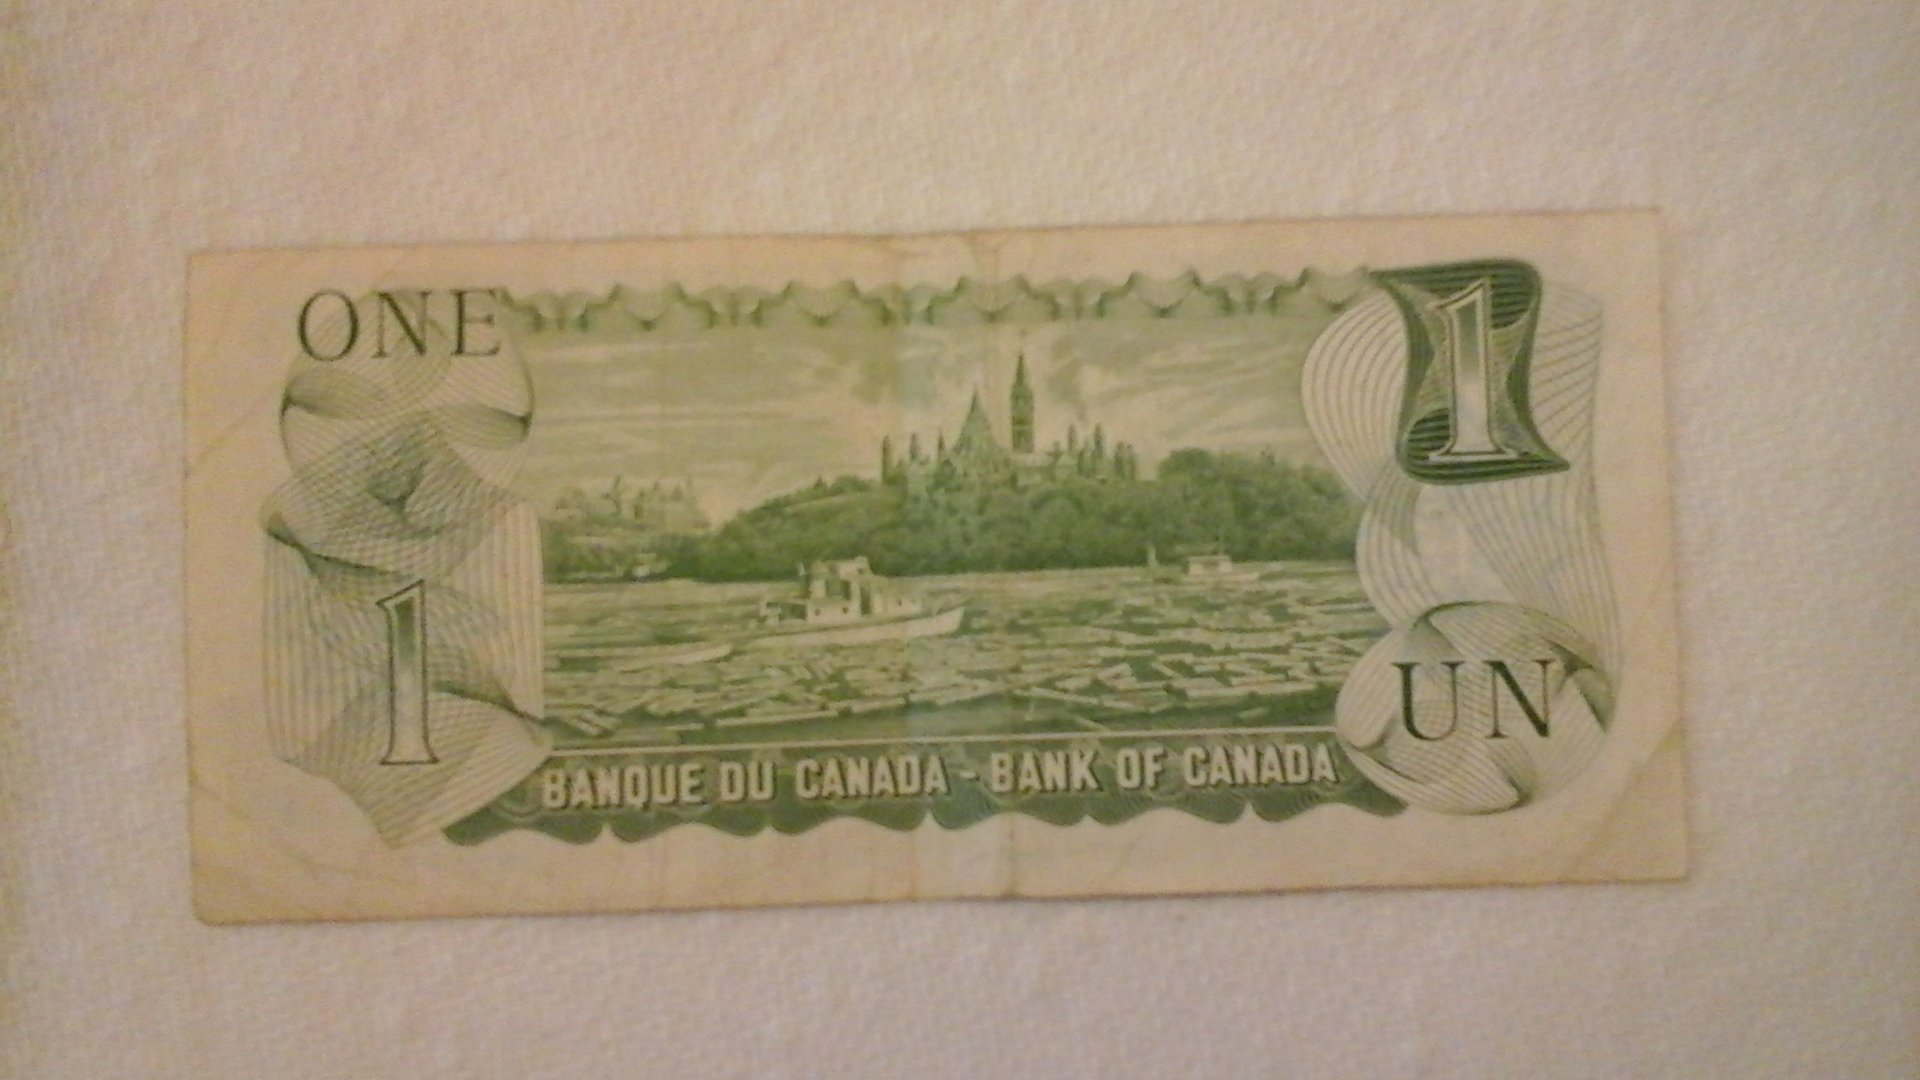 ONE
1
1
UN
BANQUE DU CANADA - BANK OF CANADA